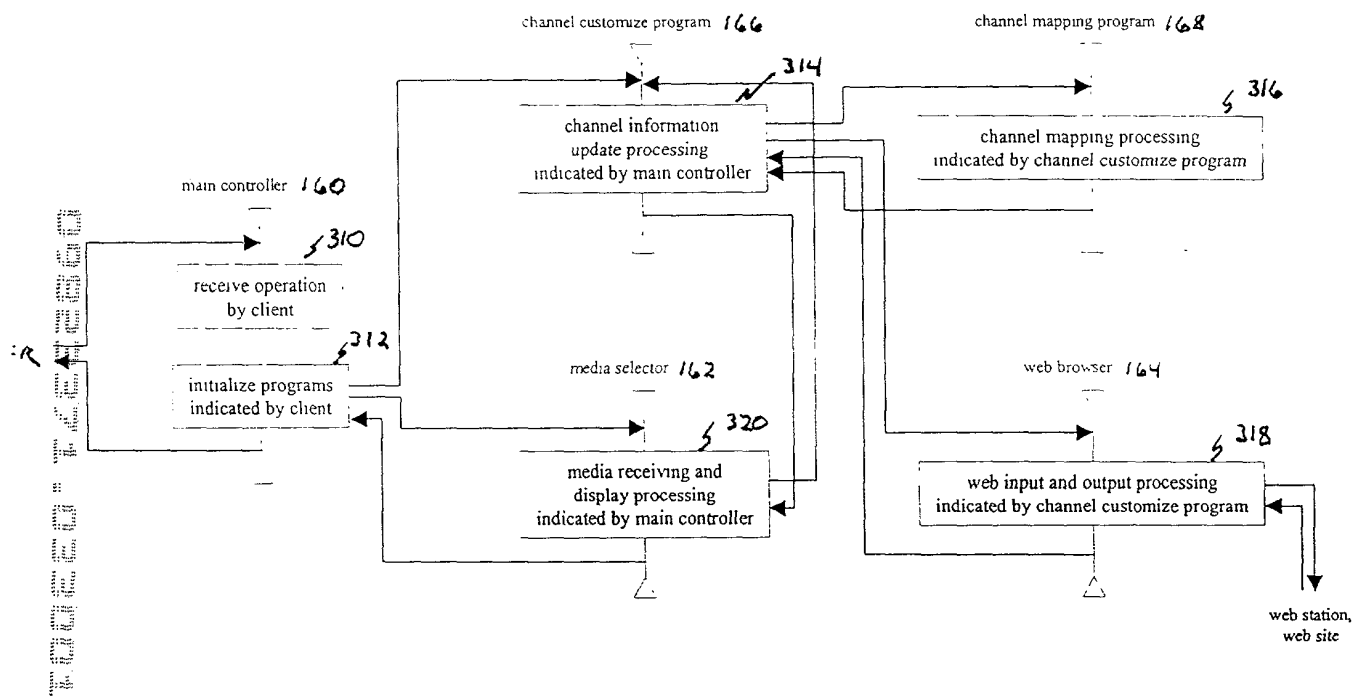 channel customize program 166
channel mapping program 168
314
316
channel information
update processing
indicated by main controller
channel mapping processing
indicated by channel customize program
main controller 160
310
receive operation
by client
312
initialize programs
indicated by client
media selector 162
web browser 164
320
318
media receiving and
display processing
indicated by main controller
web input and output processing
indicated by channel customize program
web station,
web site